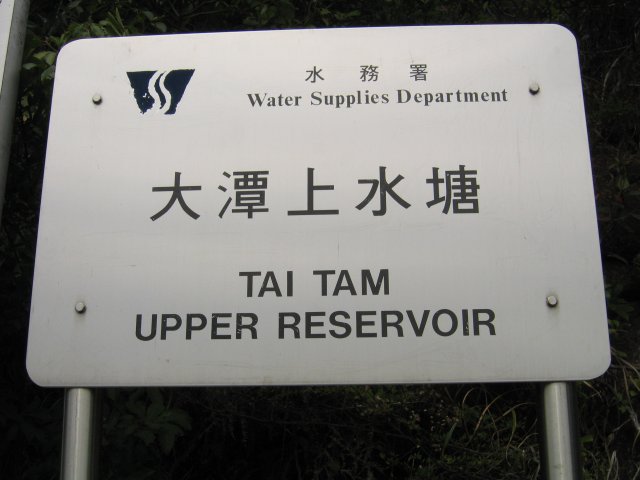 水務署
Water Supplies Department
大潭上水塘
TAI TAM
UPPER RESERVOIR